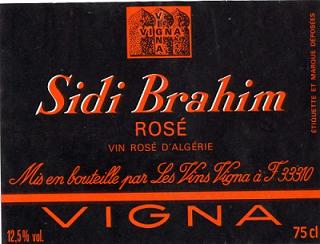 VIGNA
VIGNA
Sidi Brahim
ROSÉ
VIN ROSÉ D'ALGÉRIE
Mis en bouteille par Les Vins Vigna à F 33310
VIGNA
12,5% vol.
75 cl
ÉTIQUETTE ET MARQUE DÉPOSÉES